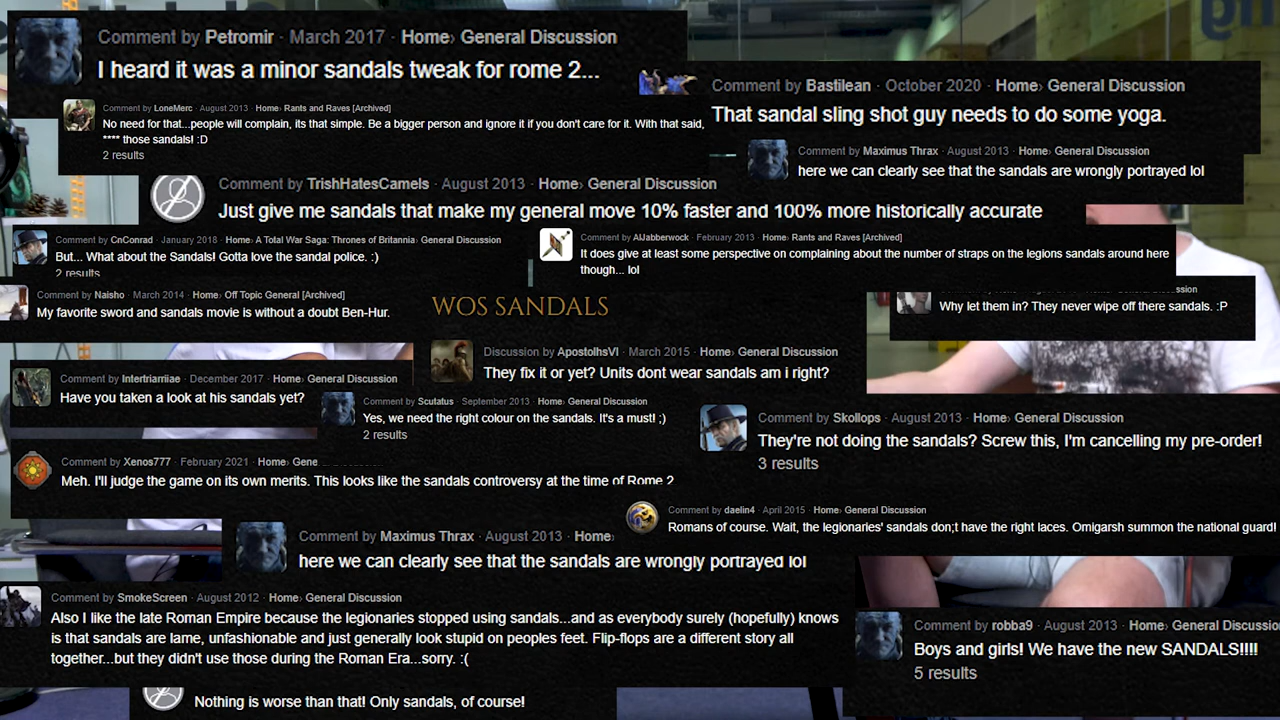 Comment by Petromir · March 2017 · Home› General Discussion
I heard it was a minor sandals tweak for rome 2...
Comment by LoneMerc · August 2013 · Home› Rants and Raves [Archived]
No need for that...people will complain, its that simple. Be a bigger person and ignore it if you don't care for it. With that said,
**** those sandals! :D
2 results
Comment by Bastilean · October 2020 · Home› General Discussion
That sandal sling shot guy needs to do some yoga.
Comment by Maximus Thrax · August 2013 · Home› General Discussion
here we can clearly see that the sandals are wrongly portrayed lol
Comment by TrishHatesCamels · August 2013 · Home› General Discussion
Just give me sandals that make my general move 10% faster and 100% more historically accurate
Comment by CnConrad · January 2018 · Home› A Total War Saga: Thrones of Britannia› General Discussion
But... What about the Sandals! Gotta love the sandal police. :)
2 results
Comment by AlJabberwock · February 2013 · Home› Rants and Raves [Archived]
It does give at least some perspective on complaining about the number of straps on the legions sandals around here
though... lol
Comment by Naisho · March 2014 · Home› Off Topic General [Archived]
My favorite sword and sandals movie is without a doubt Ben-Hur.
WOS SANDALS
Why let them in? They never wipe off there sandals. :P
Discussion by ApostolhsVI · March 2015 · Home› General Discussion
They fix it or yet? Units dont wear sandals am i right?
Comment by Intertriarriiae · December 2017 · Home› General Discussion
Have you taken a look at his sandals yet?
Comment by Scutatus · September 2013 · Home› General Discussion
Yes, we need the right colour on the sandals. It's a must! ;)
2 results
Comment by Skollops · August 2013 · Home› General Discussion
They're not doing the sandals? Screw this, I'm cancelling my pre-order!
3 results
Comment by Xenos777 · February 2021 · Home› Gene
Meh. I'll judge the game on its own merits. This looks like the sandals controversy at the time of Rome 2
Comment by daelin4 · April 2015 · Home› General Discussion
Romans of course. Wait, the legionaries' sandals don;t have the right laces. Omigarsh summon the national guard!
Comment by Maximus Thrax · August 2013 · Home›
here we can clearly see that the sandals are wrongly portrayed lol
Comment by SmokeScreen · August 2012 · Home› General Discussion
Also I like the late Roman Empire because the legionaries stopped using sandals...and as everybody surely (hopefully) knows
is that sandals are lame, unfashionable and just generally look stupid on peoples feet. Flip-flops are a different story all
together...but they didn't use those during the Roman Era...sorry. :(
Comment by robba9 · August 2013 · Home› General Discussio
Boys and girls! We have the new SANDALS!!!!
5 results
Nothing is worse than that! Only sandals, of course!